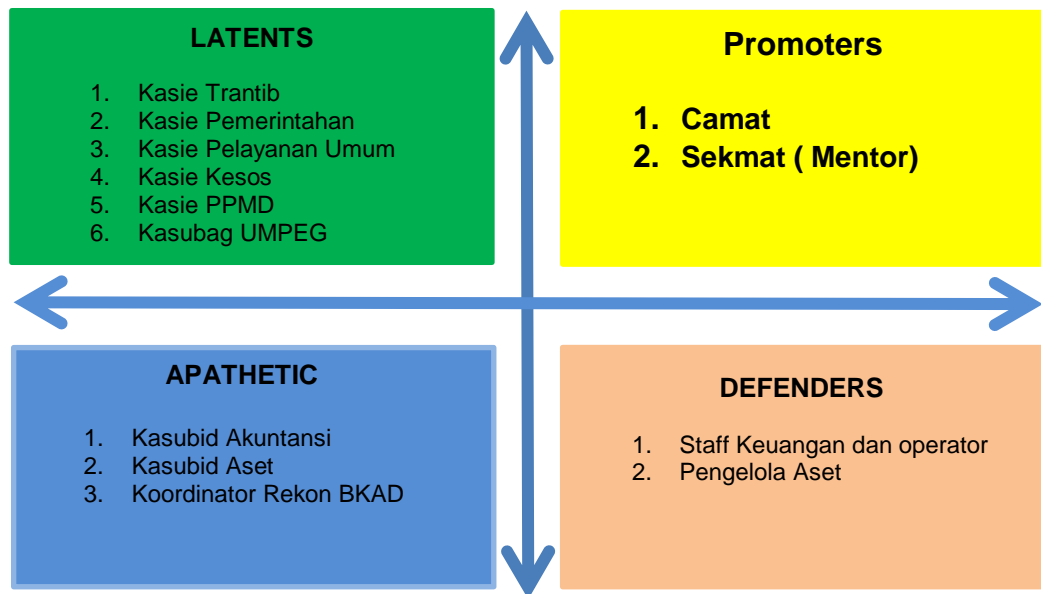 LATENTS
1. Kasie Trantib
2. Kasie Pemerintahan
3. Kasie Pelayanan Umum
4. Kasie Kesos
5. Kasie PPMD
6. Kasubag UMPEG
Promoters
1. Camat
2. Sekmat ( Mentor)
APATHETIC
1. Kasubid Akuntansi
2. Kasubid Aset
3. Koordinator Rekon BKAD
DEFENDERS
1. Staff Keuangan dan operator
2. Pengelola Aset